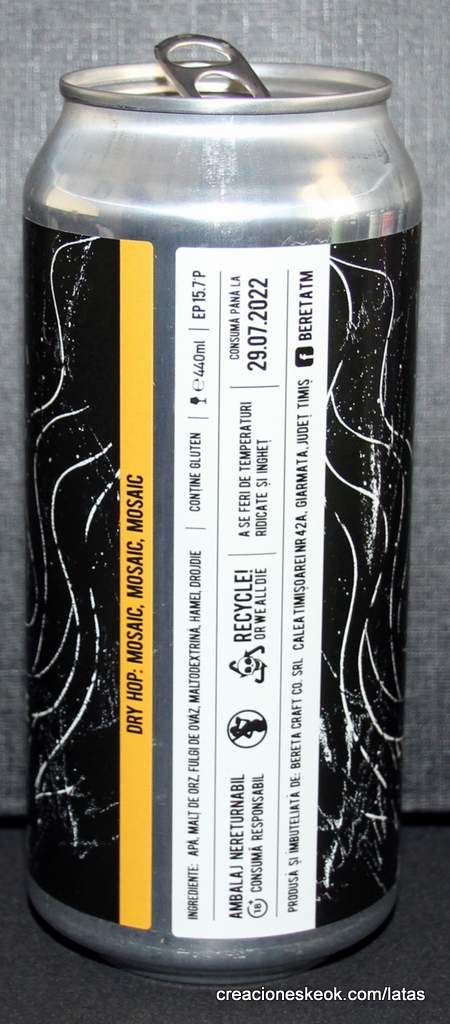 DRY HOP: MOSAIC, MOSAIC, MOSAIC
INGREDIENTE: APĂ, MALȚ DE ORZ, FULGI DE OVĂZ, MALTODEXTRINĂ, HAMEI, DROJDIE
CONȚINE GLUTEN
℮ 440ml
EP 15.7°P
AMBALAJ NERETURNABIL
18+ CONSUMĂ RESPONSABIL
RECYCLE!
OR WE ALL DIE
A SE FERI DE TEMPERATURI
RIDICATE ȘI ÎNGHEȚ
CONSUMĂ PÂNĂ LA
29.07.2022
PRODUSĂ ȘI ÎMBUTELIATĂ DE: BERETA CRAFT CO. SRL CALEA TIMIȘOAREI NR 42A, GIARMATA, JUDEȚ TIMIȘ
f BERETATM
creacioneskeok.com/latas